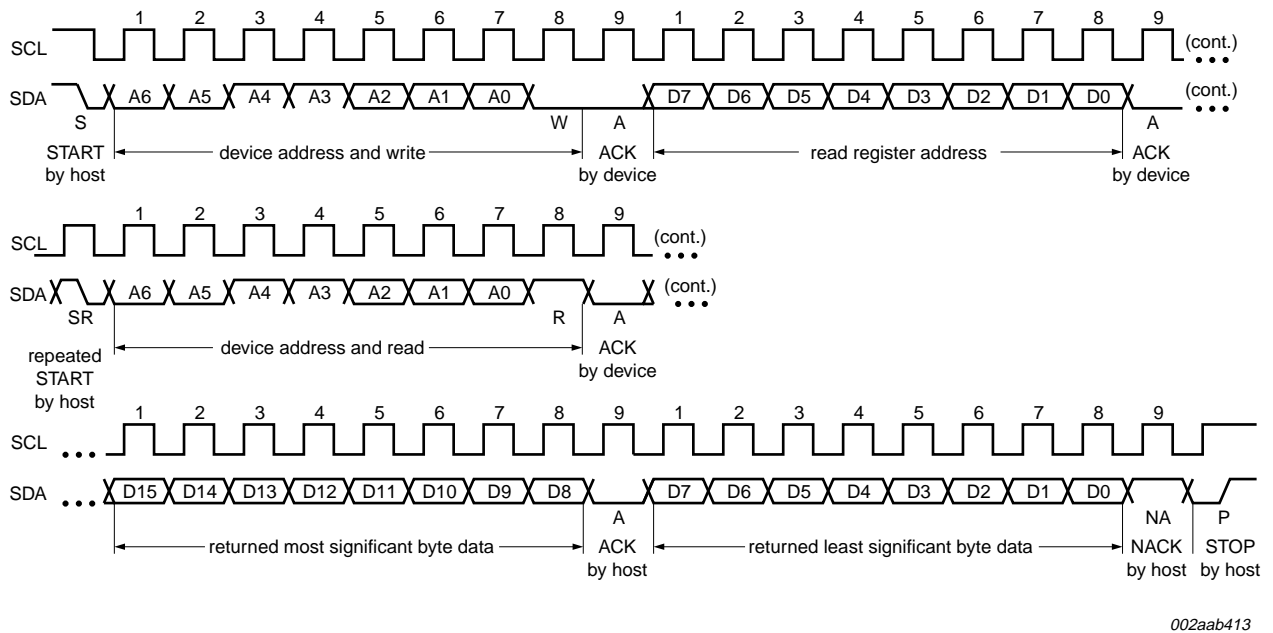 1 2 3 4 5 6 7 8 9 1 2 3 4 5 6 7 8 9
SCL (cont.)
SDA A6 A5 A4 A3 A2 A1 A0 D7 D6 D5 D4 D3 D2 D1 D0 (cont.)
S W A A
START by host device address and write ACK by device read register address ACK by device
1 2 3 4 5 6 7 8 9
SCL (cont.)
SDA A6 A5 A4 A3 A2 A1 A0 (cont.)
SR R A
repeated START by host device address and read ACK by device
1 2 3 4 5 6 7 8 9 1 2 3 4 5 6 7 8 9
SCL
SDA D15 D14 D13 D12 D11 D10 D9 D8 D7 D6 D5 D4 D3 D2 D1 D0
A NA P
returned most significant byte data ACK by host returned least significant byte data NACK by host STOP by host
002aab413